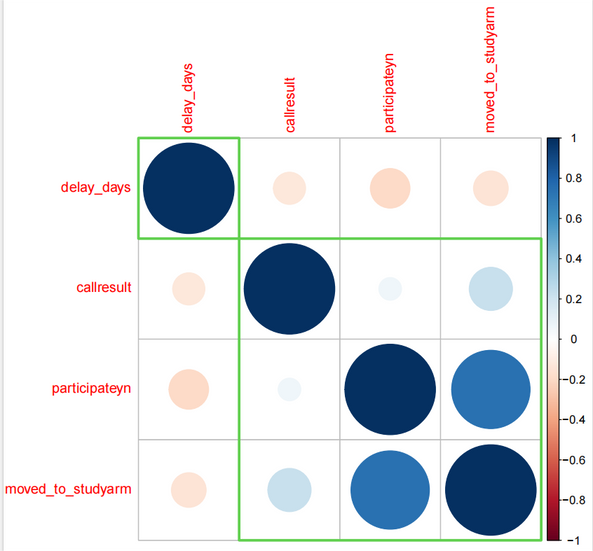 delay_days
callresult
participateyn
moved_to_studyarm
delay_days
callresult
participateyn
moved_to_studyarm
1
0.8
0.6
0.4
0.2
0
−0.2
−0.4
−0.6
−0.8
−1